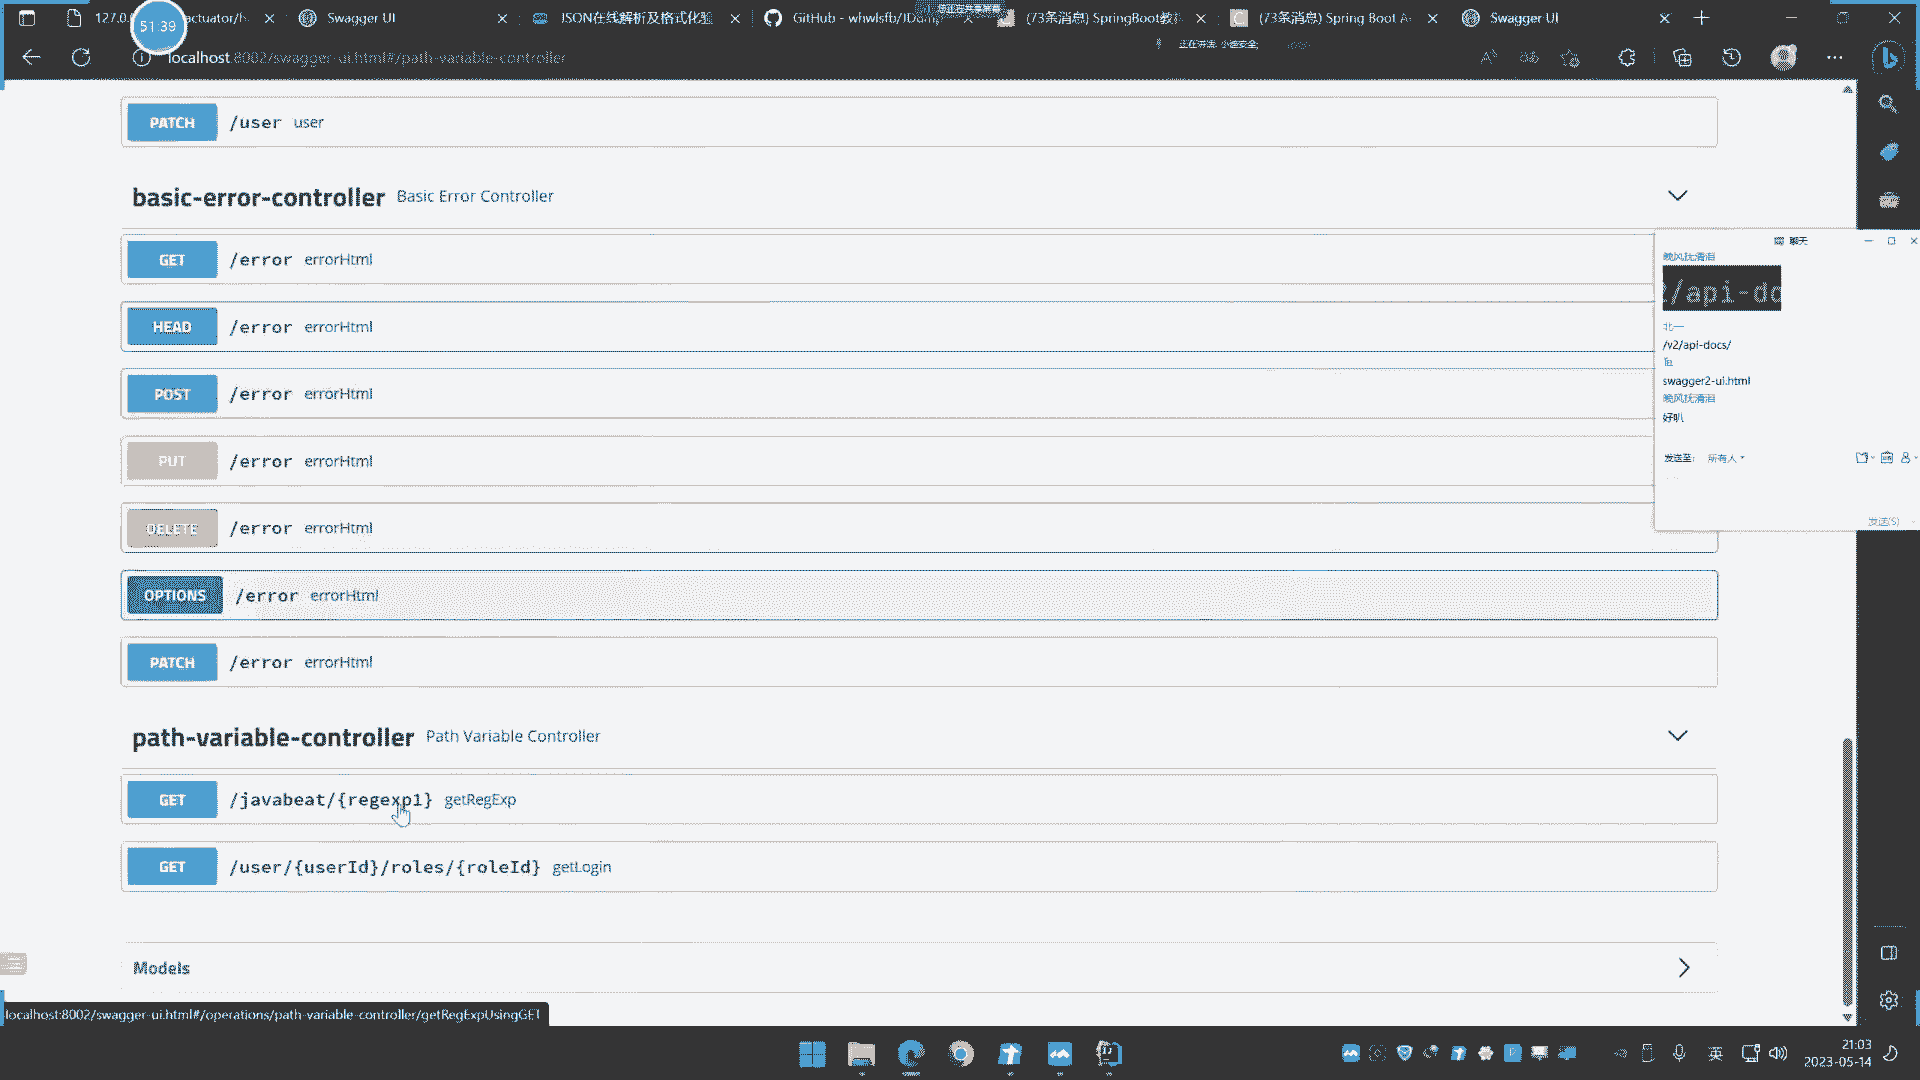 51:39
actuator/h
Swagger UI
JSON在线解析及格式化验
GitHub - whwlsfb/JDum
(73条消息) SpringBoot教
(73条消息) Spring Boot A
Swagger UI
localhost:8002/swagger-ui.html#/path-variable-controller
PATCH /user user
basic-error-controller Basic Error Controller
GET /error errorHtml
HEAD /error errorHtml
POST /error errorHtml
PUT /error errorHtml
DELETE /error errorHtml
OPTIONS /error errorHtml
PATCH /error errorHtml
path-variable-controller Path Variable Controller
GET /javabeat/{regexp1} getRegExp
GET /user/{userId}/roles/{roleId} getLogin
Models
localhost:8002/swagger-ui.html#/operations/path-variable-controller/getRegExpUsingGET
聊天
晚风抚清泪
/api-do
北一
/v2/api-docs/
swagger2-ui.html
晚风抚清泪
好叭
发送至: 所有人
发送(S)
英
21:03
2023-05-14